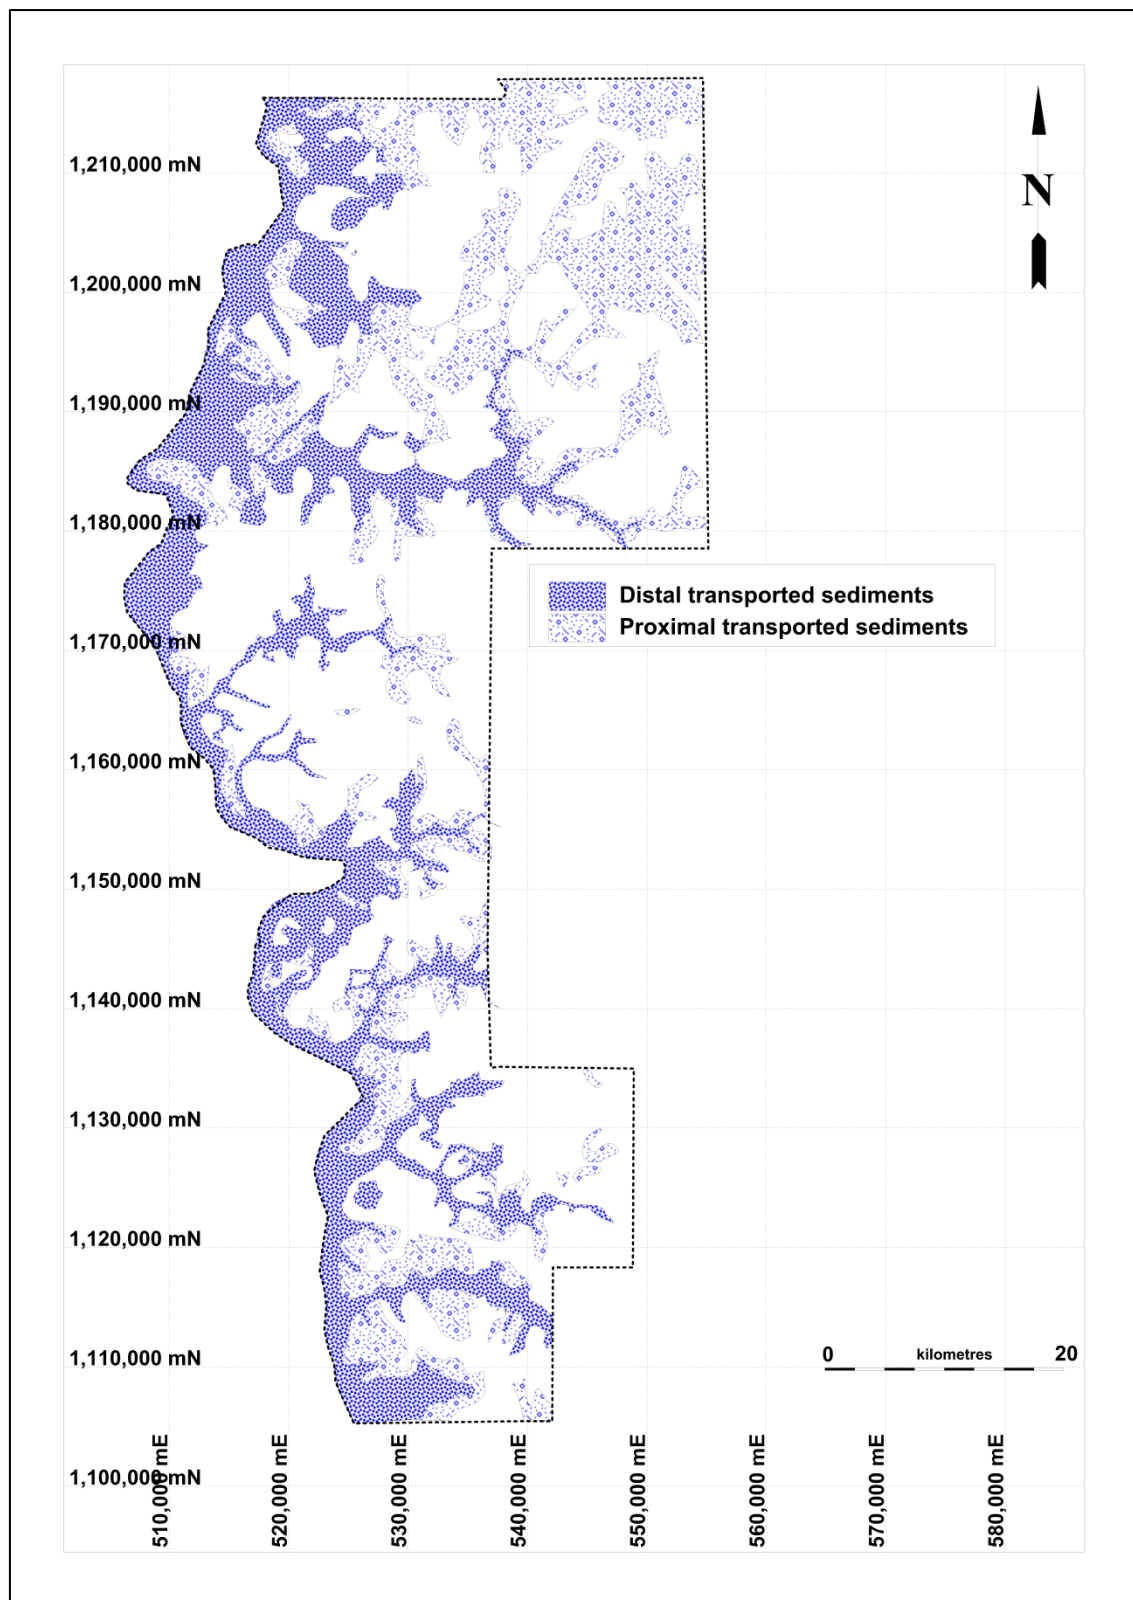 1,210,000 mN
N
1,200,000 mN
1,190,000 mN
1,180,000 mN
Distal transported sediments
Proximal transported sediments
1,170,000 mN
1,160,000 mN
1,150,000 mN
1,140,000 mN
1,130,000 mN
1,120,000 mN
1,110,000 mN
0 kilometres 20
1,100,000 mN
510,000 mE
520,000 mE
530,000 mE
540,000 mE
550,000 mE
560,000 mE
570,000 mE
580,000 mE